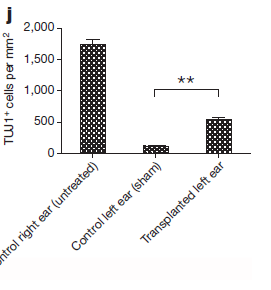 j
TUJ1+ cells per mm2
2,000
1,500
1,000
500
0
**
ntrol right ear (untreated)
Control left ear (sham)
Transplanted left ear